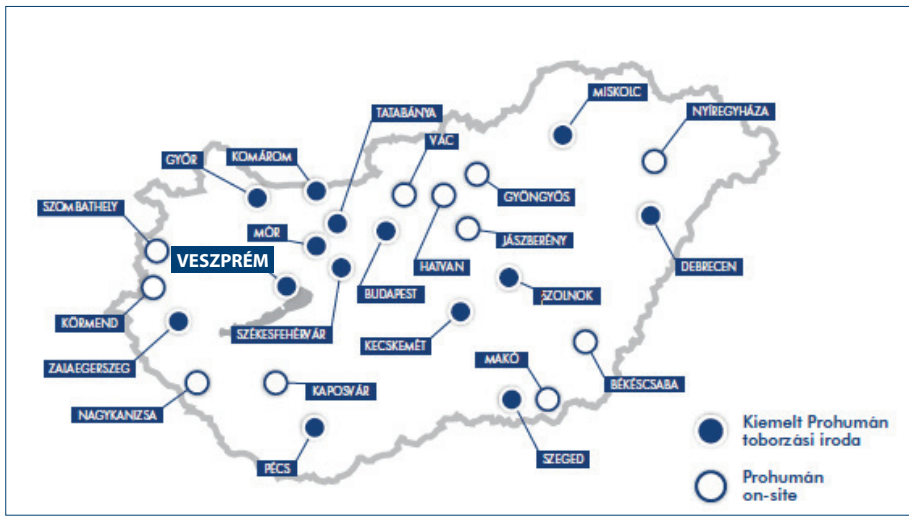 MISKOLC
TATABÁNYA
NYÍREGYHÁZA
VÁC
KOMÁROM
GYŐR
GYÖNGYÖS
SZOMBATHELY
MÓR
JÁSZBERÉNY
VESZPRÉM
HATVAN
DEBRECEN
BUDAPEST
SZOLNOK
KÖRMEND
SZÉKESFEHÉRVÁR
KECSKEMÉT
MAKÓ
ZALAEGERSZEG
BÉKÉSCSABA
KAPOSVÁR
NAGYKANIZSA
SZEGED
PÉCS
Kiemelt Prohumán
toborzási iroda
Prohumán
on-site